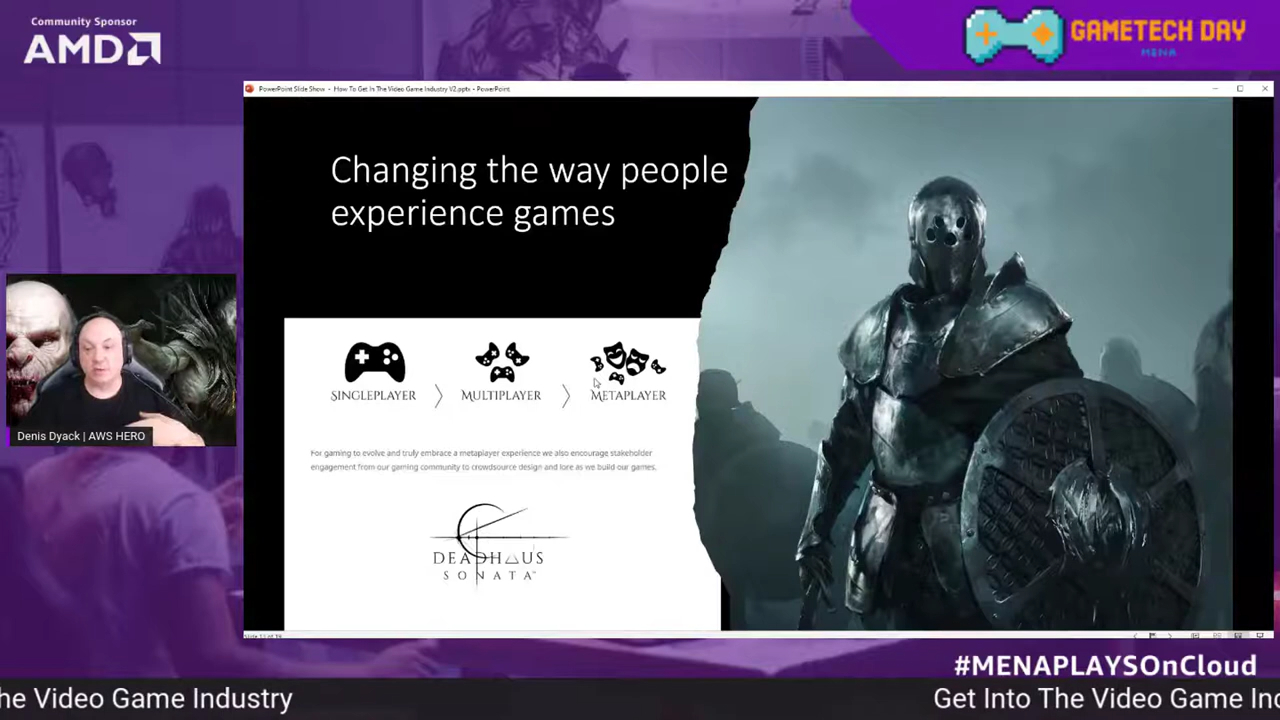 Community Sponsor
AMD
GAMETECH DAY
MENA
PowerPoint Slide Show - How To Get In The Video Game Industry V2.pptx - PowerPoint
Changing the way people
experience games
SINGLEPLAYER
MULTIPLAYER
METAPLAYER
For gaming to evolve and truly embrace a metaplayer experience we also encourage stakeholder
engagement from our gaming community to crowdsource design and lore as we build our games.
DEADHAUS
SONATA™
Denis Dyack | AWS HERO
#MENAPLAYSOnCloud
he Video Game Industry
Get Into The Video Game Ind